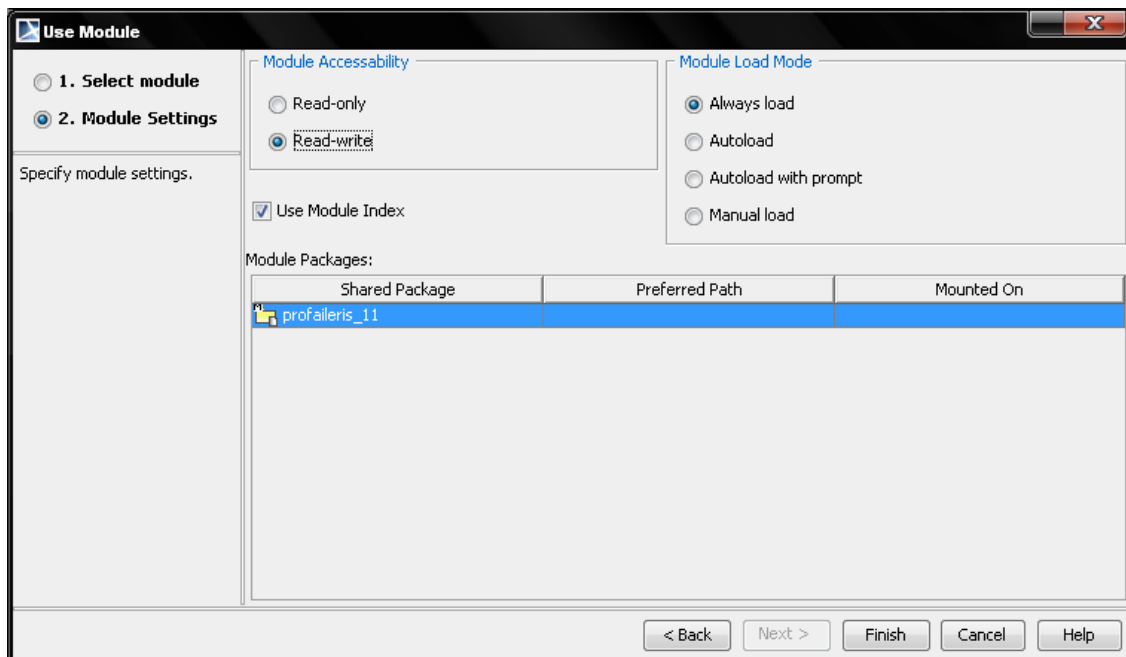 Use Module
1. Select module
2. Module Settings
Specify module settings.
Module Accessability
Read-only
Read-write
Use Module Index
Module Load Mode
Always load
Autoload
Autoload with prompt
Manual load
Module Packages:
Shared Package Preferred Path Mounted On
profaileris_11
< Back Next > Finish Cancel Help